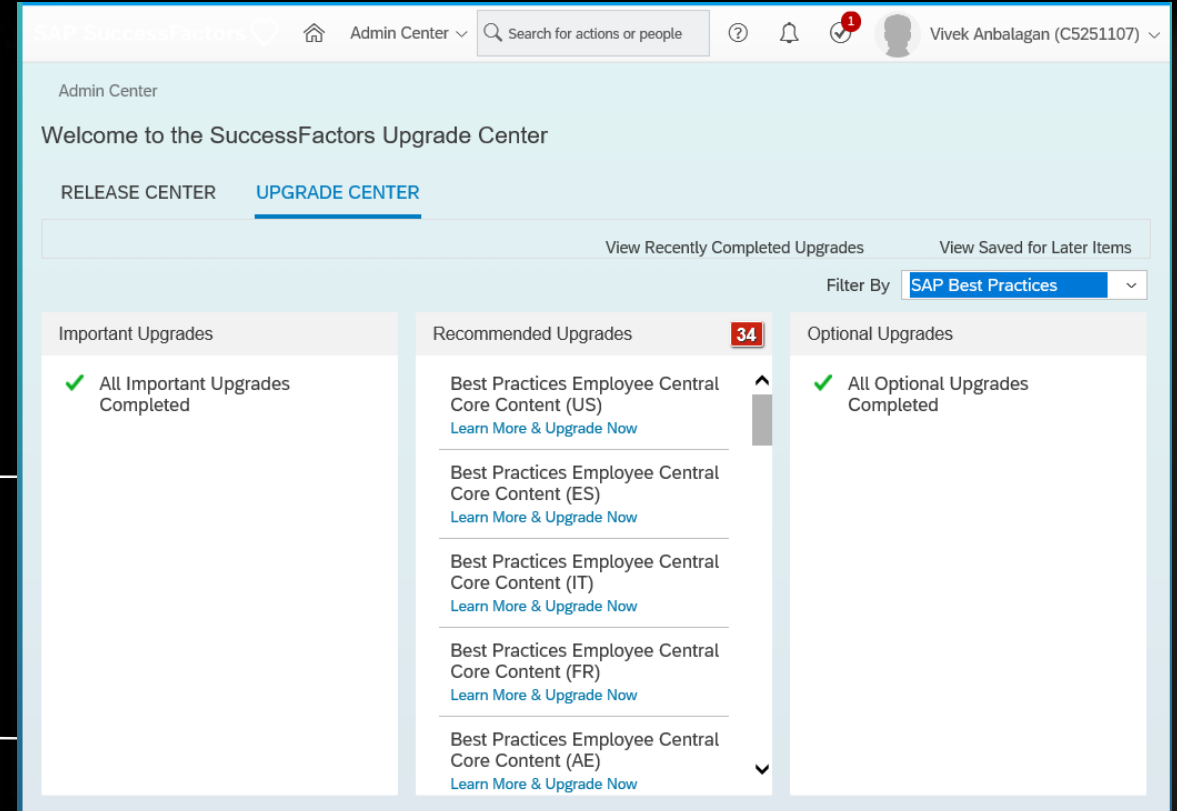 SAP SuccessFactors
Admin Center
Search for actions or people
1
Vivek Anbalagan (C5251107)
Admin Center
Welcome to the SuccessFactors Upgrade Center
RELEASE CENTER
UPGRADE CENTER
View Recently Completed Upgrades
View Saved for Later Items
Filter By
SAP Best Practices
Important Upgrades
All Important Upgrades
Completed
Recommended Upgrades
34
Best Practices Employee Central
Core Content (US)
Learn More & Upgrade Now
Best Practices Employee Central
Core Content (ES)
Learn More & Upgrade Now
Best Practices Employee Central
Core Content (IT)
Learn More & Upgrade Now
Best Practices Employee Central
Core Content (FR)
Learn More & Upgrade Now
Best Practices Employee Central
Core Content (AE)
Learn More & Upgrade Now
Optional Upgrades
All Optional Upgrades
Completed